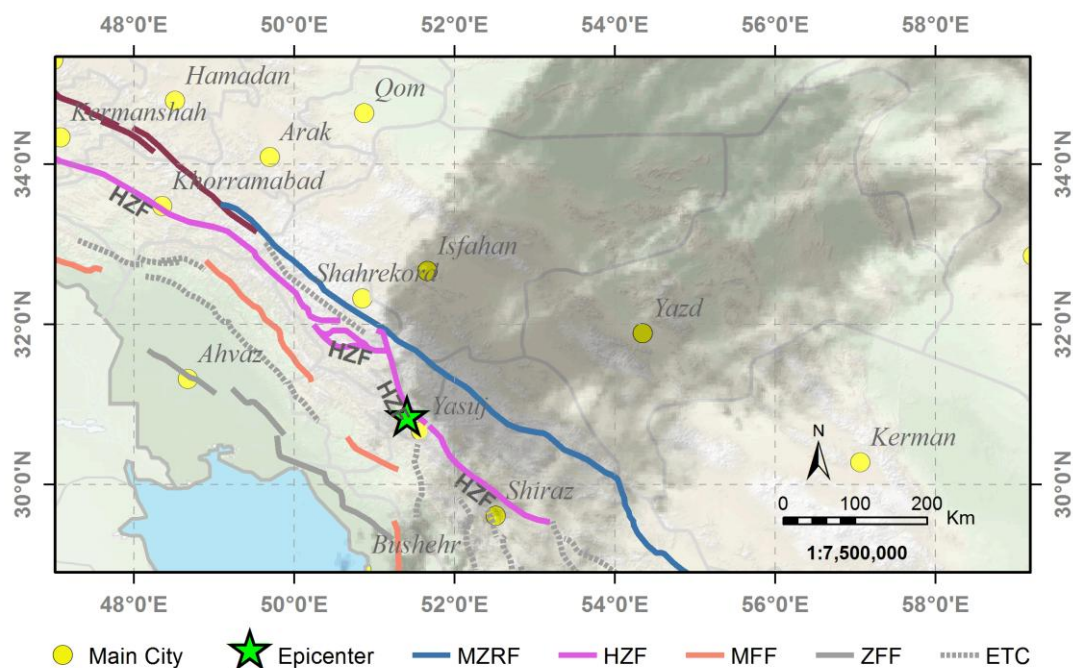 48°0'E 50°0'E 52°0'E 54°0'E 56°0'E 58°0'E
Hamadan
Qom
Kermanshah
Arak
34°0'N
34°0'N
Khorramabad
HZF
Isfahan
Shahrekord
32°0'N
32°0'N
Yazd
HZF
Ahvaz
HZF
Yasuj
N
Kerman
30°0'N
30°0'N
HZF
Shiraz
0 100 200
Km
Bushehr
1:7,500,000
48°0'E 50°0'E 52°0'E 54°0'E 56°0'E 58°0'E
Main City Epicenter MZRF HZF MFF ZFF ETC